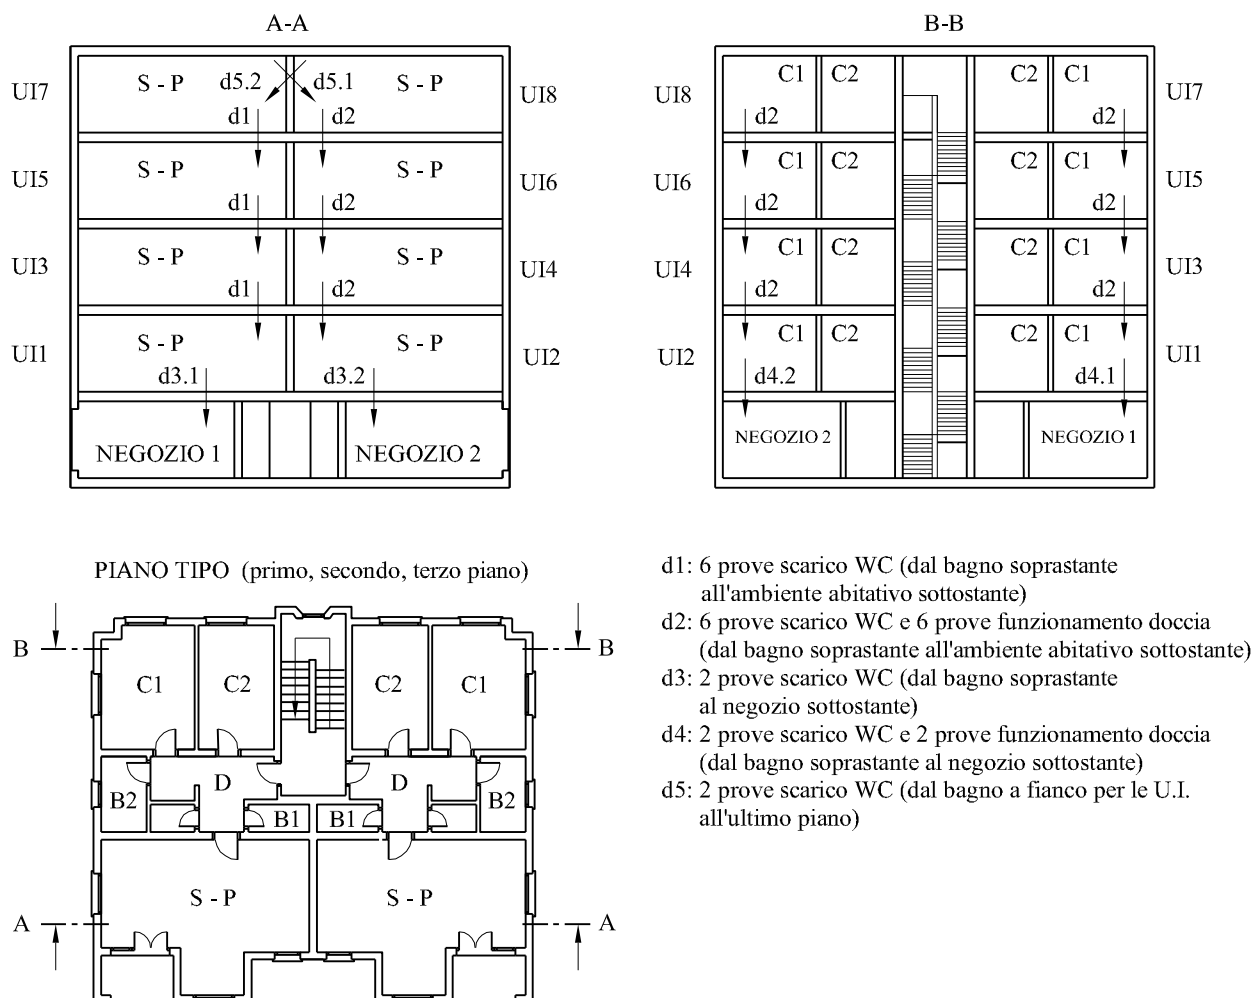 A-A
S - P
d5.2
d5.1
S - P
UI7
UI8
d1
d2
S - P
S - P
UI5
UI6
d1
d2
S - P
S - P
UI3
UI4
d1
d2
S - P
S - P
UI1
UI2
d3.1
d3.2
NEGOZIO 1
NEGOZIO 2
B-B
C1
C2
C2
C1
UI8
UI7
d2
d2
C1
C2
C2
C1
UI6
UI5
d2
d2
C1
C2
C2
C1
UI4
UI3
d2
d2
C1
C2
C2
C1
UI2
UI1
d4.2
d4.1
NEGOZIO 2
NEGOZIO 1
PIANO TIPO (primo, secondo, terzo piano)
B
B
C1
C2
C2
C1
D
D
B2
B1
B1
B2
S - P
S - P
A
A
d1: 6 prove scarico WC (dal bagno soprastante
all'ambiente abitativo sottostante)
d2: 6 prove scarico WC e 6 prove funzionamento doccia
(dal bagno soprastante all'ambiente abitativo sottostante)
d3: 2 prove scarico WC (dal bagno soprastante
al negozio sottostante)
d4: 2 prove scarico WC e 2 prove funzionamento doccia
(dal bagno soprastante al negozio sottostante)
d5: 2 prove scarico WC (dal bagno a fianco per le U.I.
all'ultimo piano)